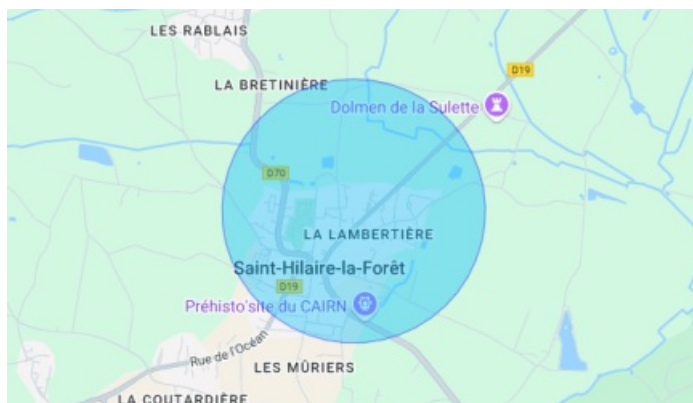 LES RABLAIS
D19
LA BRETINIÈRE
Dolmen de la Sulette
D70
LA LAMBERTIÈRE
Saint-Hilaire-la-Forêt
D19
Préhisto'site du CAIRN
Rue de l'Océan
LES MÛRIERS
LA COUTARDIÈRE